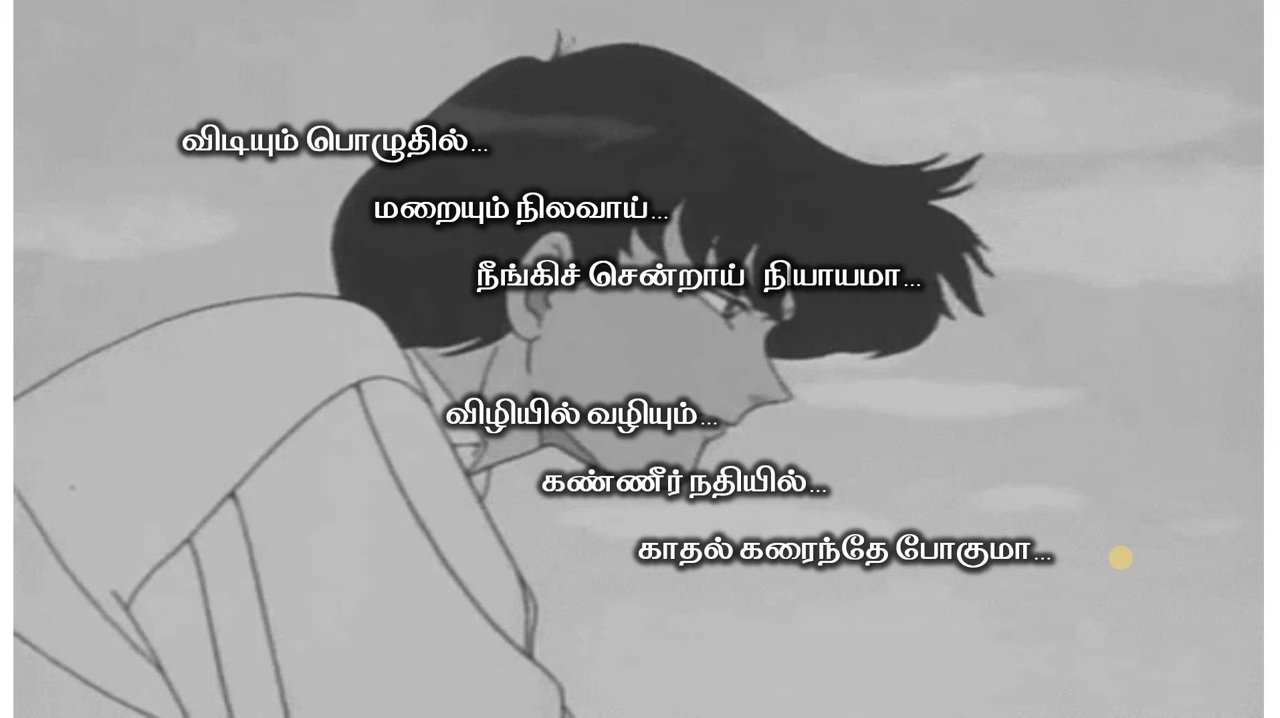 விடியும் பொழுதில்...
மறையும் நிலவாய்...
நீங்கிச் சென்றாய் நியாயமா...
விழியில் வழியும்...
கண்ணீர் நதியில்...
காதல் கரைந்தே போகுமா...